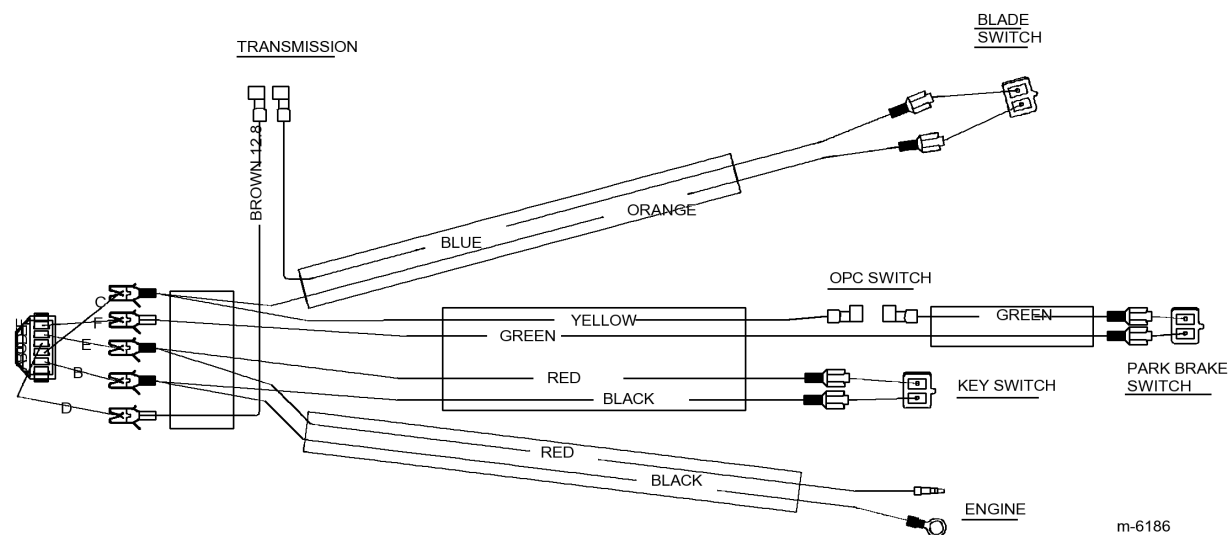 BLADE
SWITCH
TRANSMISSION
BROWN 12.8
ORANGE
BLUE
OPC SWITCH
C
F
E
B
D
YELLOW
GREEN
GREEN
RED
BLACK
PARK BRAKE
SWITCH
KEY SWITCH
RED
BLACK
ENGINE
m-6186